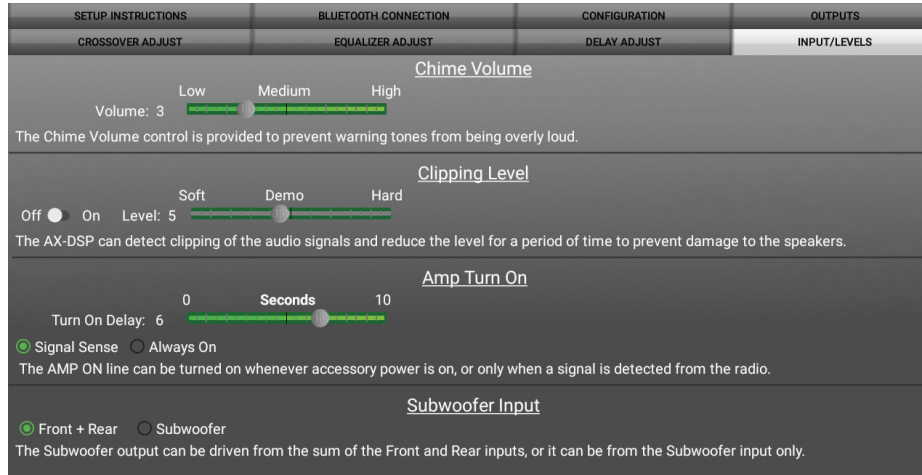 SETUP INSTRUCTIONS BLUETOOTH CONNECTION CONFIGURATION OUTPUTS
CROSSOVER ADJUST EQUALIZER ADJUST DELAY ADJUST INPUT/LEVELS
Chime Volume
Low Medium High
Volume: 3
The Chime Volume control is provided to prevent warning tones from being overly loud.
Clipping Level
Soft Demo Hard
Off On Level: 5
The AX-DSP can detect clipping of the audio signals and reduce the level for a period of time to prevent damage to the speakers.
Amp Turn On
0 Seconds 10
Turn On Delay: 6
Signal Sense Always On
The AMP ON line can be turned on whenever accessory power is on, or only when a signal is detected from the radio.
Subwoofer Input
Front + Rear Subwoofer
The Subwoofer output can be driven from the sum of the Front and Rear inputs, or it can be from the Subwoofer input only.